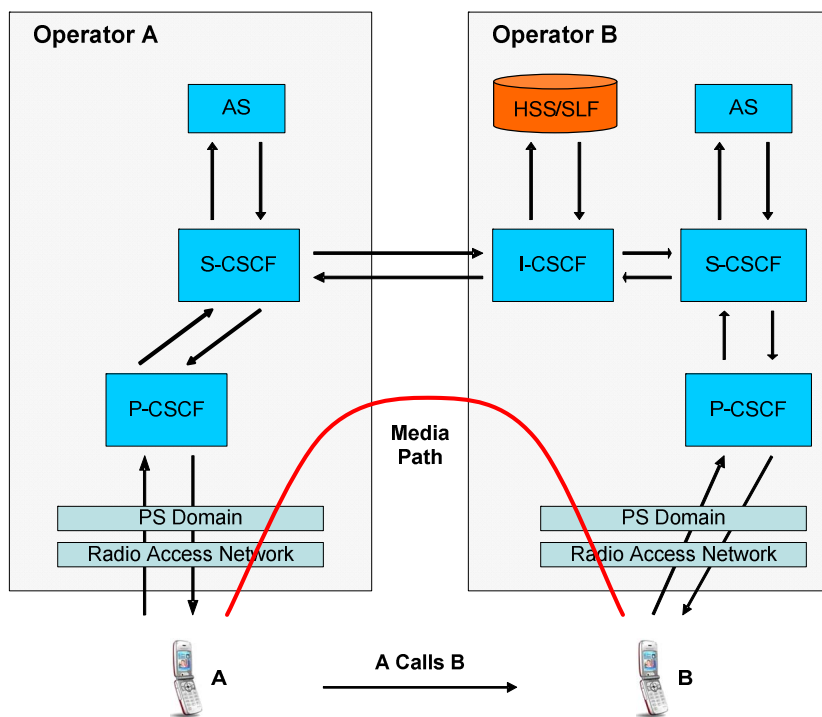 Operator A
Operator B
AS
HSS/SLF
AS
S-CSCF
I-CSCF
S-CSCF
P-CSCF
P-CSCF
Media
Path
PS Domain
PS Domain
Radio Access Network
Radio Access Network
A Calls B
A
B